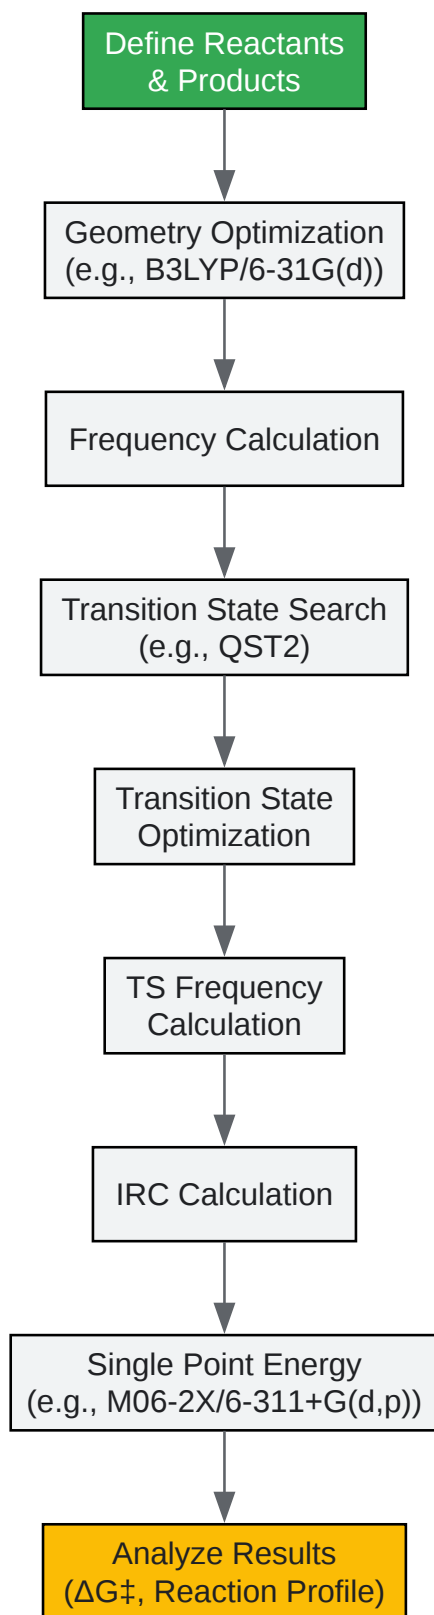 Define Reactants
& Products
Geometry Optimization
(e.g., B3LYP/6-31G(d))
Frequency Calculation
Transition State Search
(e.g., QST2)
Transition State
Optimization
TS Frequency
Calculation
IRC Calculation
Single Point Energy
(e.g., M06-2X/6-311+G(d,p))
Analyze Results
(ΔG‡, Reaction Profile)